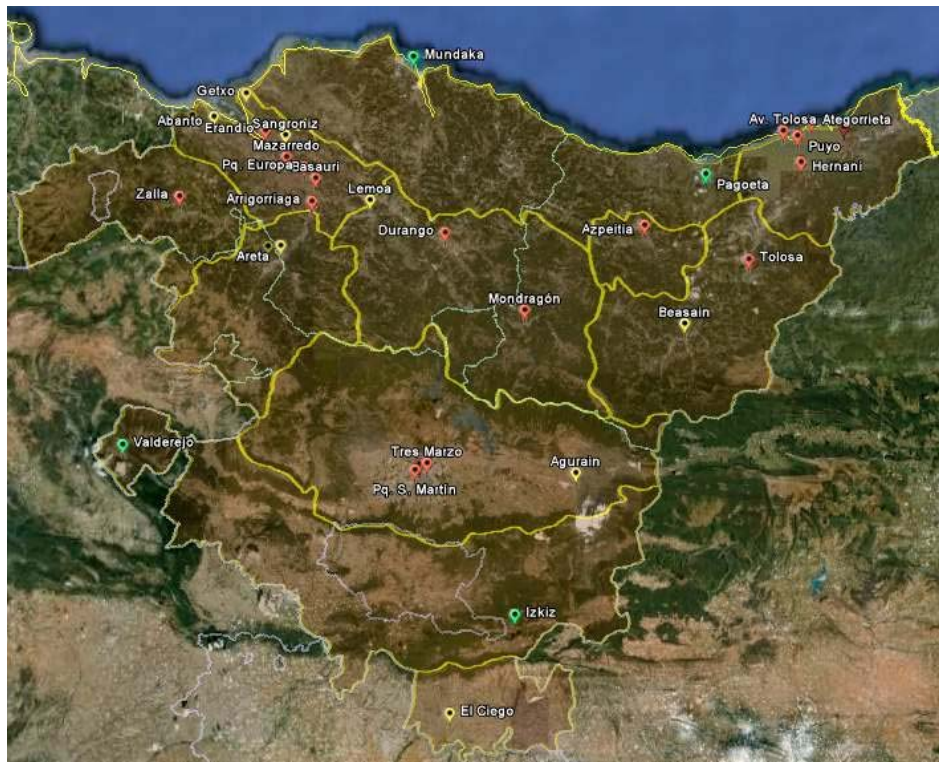 Mundaka
Getxo
Abanto
Erandio
Sangroniz
Mazarredo
Pq. Europa
Basauri
Av. Tolosa
Ategorrieta
Puyo
Hernani
Pagoeta
Zalla
Arrigorriaga
Lemoa
Durango
Azpeitia
Areta
Tolosa
Mondragón
Beasain
Valderejo
Tres Marzo
Pq. S. Martín
Agurain
Izkiz
El Ciego